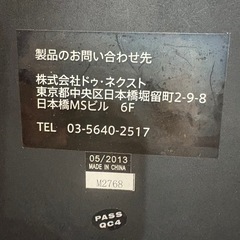 製品のお問い合わせ先
株式会社ドゥ・ネクスト
東京都中央区日本橋堀留町2-9-8
日本橋MSビル 6F
TEL 03-5640-2517
05/2013
MADE IN CHINA
M2768
PASS
QC4